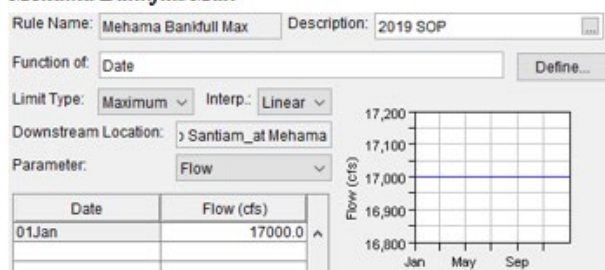 Rule Name: Mehama Bankfull Max Description: 2019 SOP ...
Function of: Date Define...
Limit Type: Maximum Interp.: Linear
Downstream Location: Santiam_at Mehama
Parameter: Flow
Date Flow (cfs)
01Jan 17000.0
Flow (cfs)
17,200
17,100
17,000
16,900
16,800
Jan May Sep